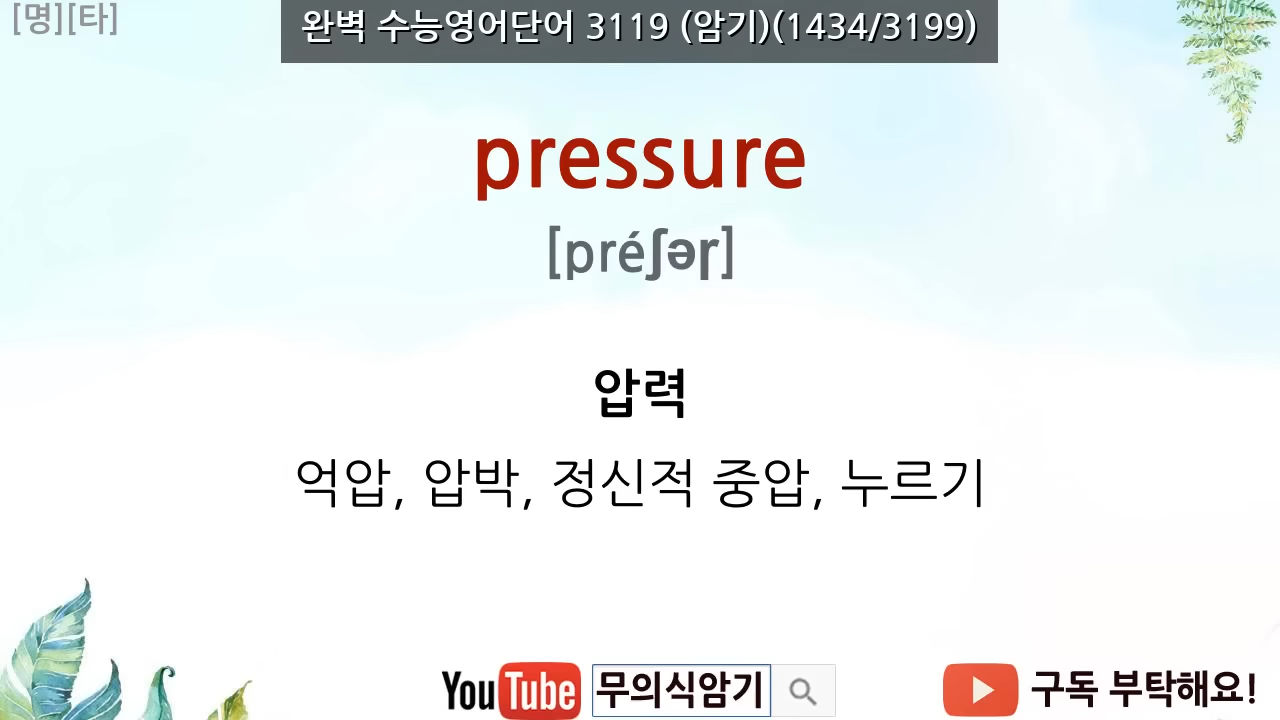 [명][타]
완벽 수능영어단어 3119 (암기)(1434/3199)
pressure
[préʃər]
압력
억압, 압박, 정신적 중압, 누르기
YouTube 무의식암기 구독 부탁해요!